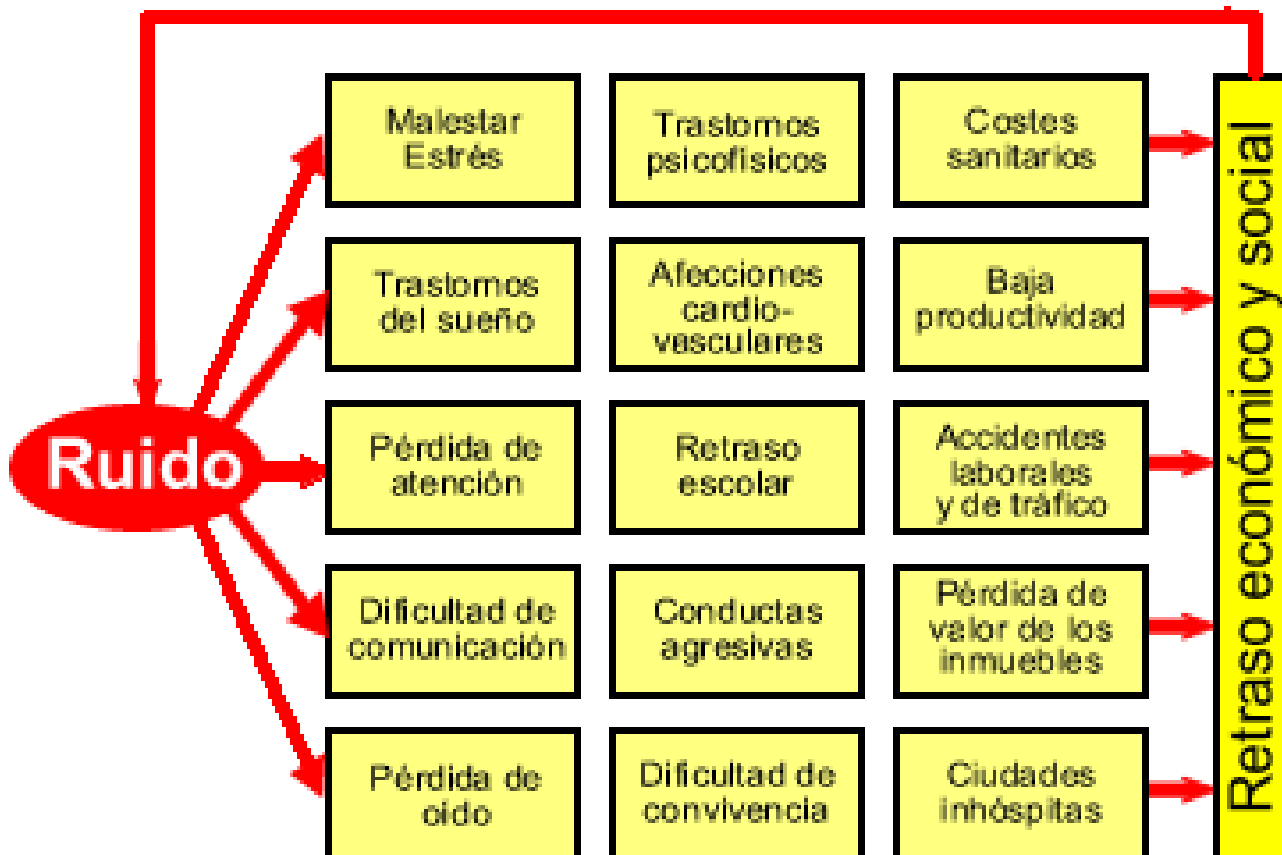 Malestar
Estrés
Trastornos
psicofísicos
Costes
sanitarios
Trastornos
del sueño
Afecciones
cardio-
vasculares
Baja
productividad
Ruido
Pérdida de
atención
Retraso
escolar
Accidentes
laborales
y de tráfico
Dificultad de
comunicación
Conductas
agresivas
Pérdida de
valor de los
inmuebles
Pérdida de
oido
Dificultad de
convivencia
Ciudades
inhóspitas
Retraso económico y social